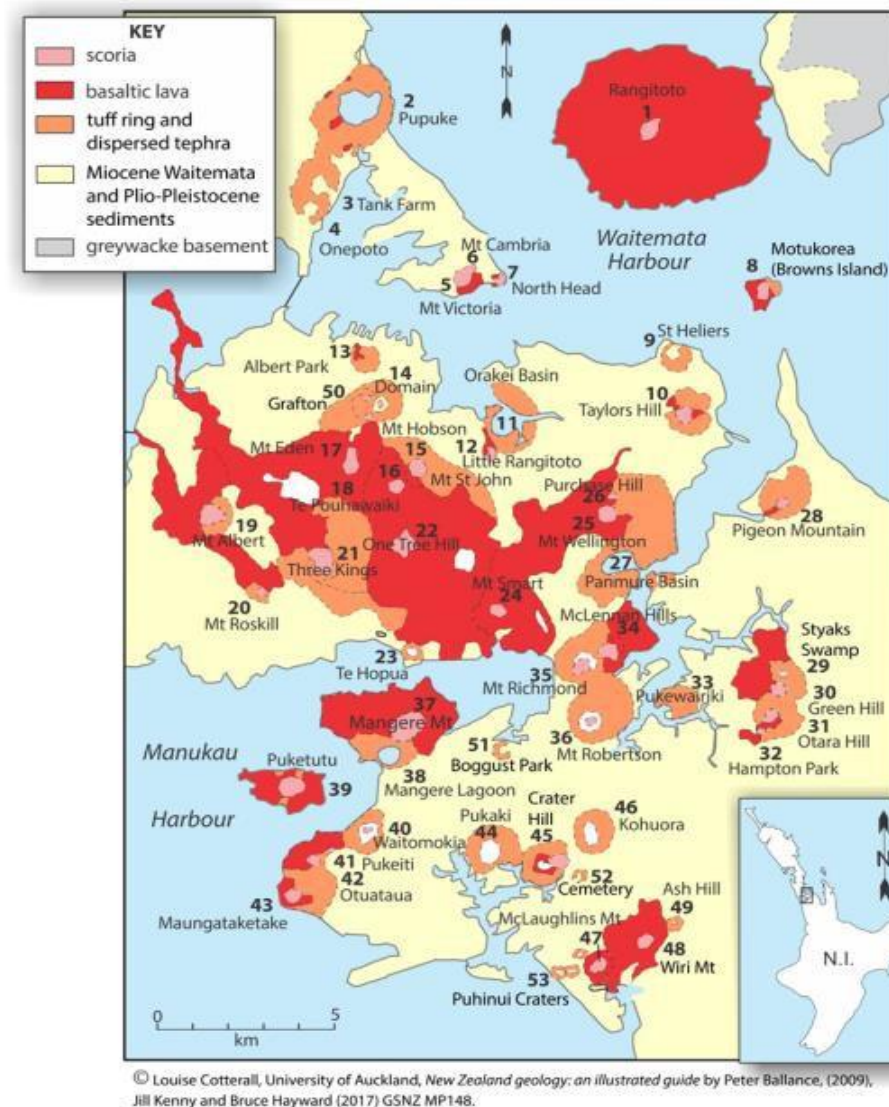 KEY
scoria
basaltic lava
tuff ring and
dispersed tephra
Miocene Waitemata
and Plio-Pleistocene
sediments
greywacke basement
N
Rangitoto
1
2
Pupuke
3 Tank Farm
4
Onepoto
Mt Cambria
6
5
7
North Head
Mt Victoria
Waitemata
Harbour
8
Motukorea
(Browns Island)
9
St Heliers
13
Albert Park
14
Domain
50
Grafton
Orakei Basin
11
10
Taylors Hill
Mt Hobson
Mt Eden
17
15
12
Little Rangitoto
16
Mt St John
18
Te Pouhawaiki
Purchase Hill
26
25
Mt Wellington
28
Pigeon Mountain
19
Mt Albert
22
One Tree Hill
21
Three Kings
27
Panmure Basin
Mt Smart
24
20
Mt Roskill
McLennan Hills
34
23
Te Hopua
35
Mt Richmond
33
Pukewairiki
Styaks
Swamp
29
30
Green Hill
31
Otara Hill
32
Hampton Park
37
Mangere Mt
36
Mt Robertson
51
Boggust Park
38
Mangere Lagoon
Manukau
Harbour
Puketutu
39
40
Waitomokia
41
Pukeiti
42
Otuataua
43
Maungataketake
Pukaki
44
Crater
Hill
45
46
Kohuora
52
Cemetery
Ash Hill
49
McLaughlins Mt
47
48
Wiri Mt
53
Puhinui Craters
0
5
km
N
N.I.
© Louise Cotterall, University of Auckland, New Zealand geology: an illustrated guide by Peter Ballance, (2009),
Jill Kenny and Bruce Hayward (2017) GSNZ MP148.